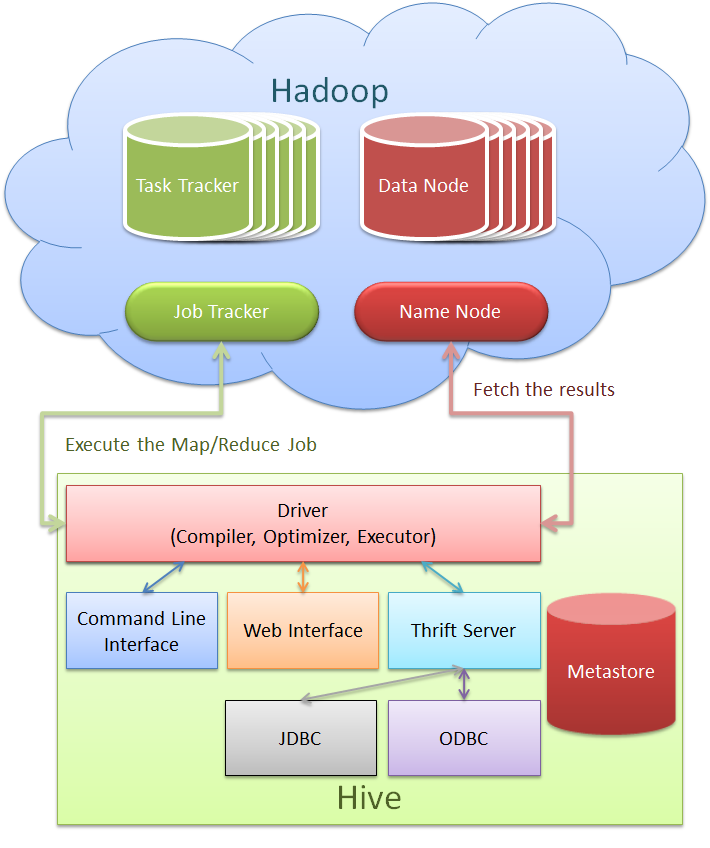 Hadoop
Task Tracker
Data Node
Job Tracker
Name Node
Fetch the results
Execute the Map/Reduce Job
Driver
(Compiler, Optimizer, Executor)
Command Line
Interface
Web Interface
Thrift Server
Metastore
JDBC
ODBC
Hive